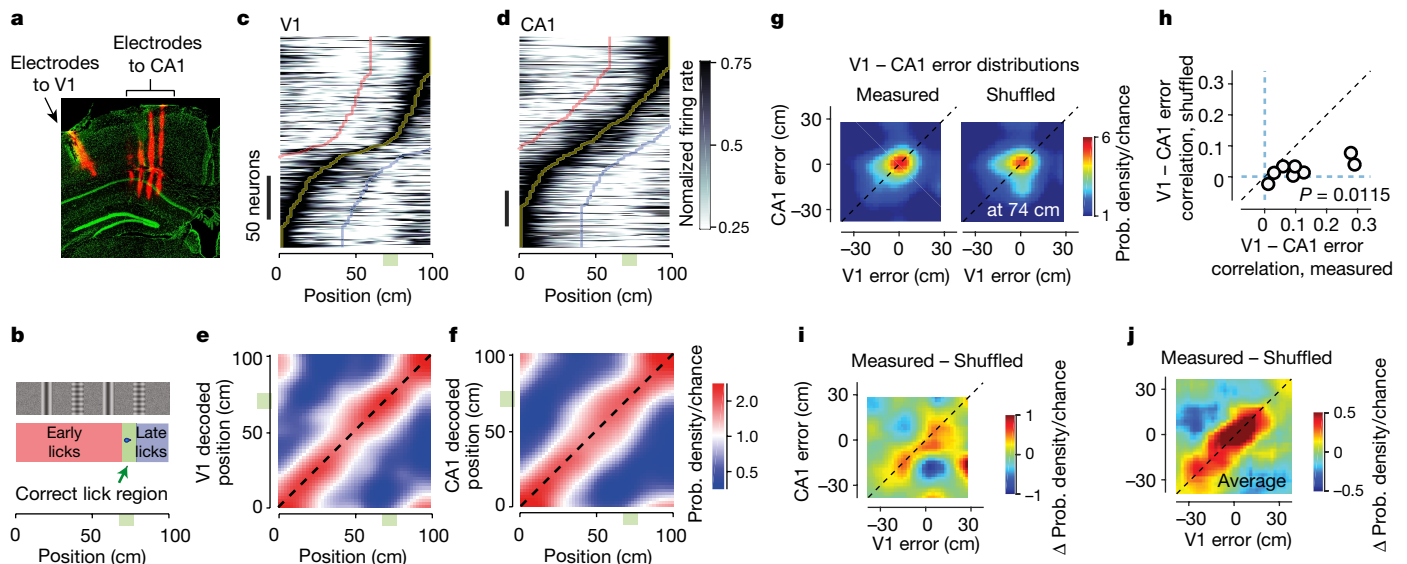 a
Electrodes
to V1
Electrodes
to CA1
c
V1
50 neurons
0
50
100
Position (cm)
d
CA1
0
50
100
Position (cm)
0.75
0.5
0.25
Nomalized firing rate
g
V1 – CA1 error distributions
Measured
Shuffled
30
0
–30
CA1 error (cm)
at 74 cm
–30
0
30
V1 error (cm)
–30
0
30
V1 error (cm)
6
1
Prob. density/chance
h
0.3
0.2
0.1
0
V1 – CA1 error
correlation, shuffled
P = 0.0115
0
0.1
0.2
0.3
V1 – CA1 error
correlation, measured
b
Early
licks
Late
licks
Correct lick region
0
50
100
Position (cm)
e
100
50
0
V1 decoded
position (cm)
0
50
100
Position (cm)
f
100
50
0
CA1 decoded
position (cm)
0
50
100
Position (cm)
2.0
1.0
0.5
Prob. density/chance
i
Measured – Shuffled
30
0
–30
CA1 error (cm)
–30
0
30
V1 error (cm)
1
0
–1
Δ Prob. density/chance
j
Measured – Shuffled
30
0
–30
Average
–30
0
30
V1 error (cm)
0.5
0
–0.5
Δ Prob. density/chance